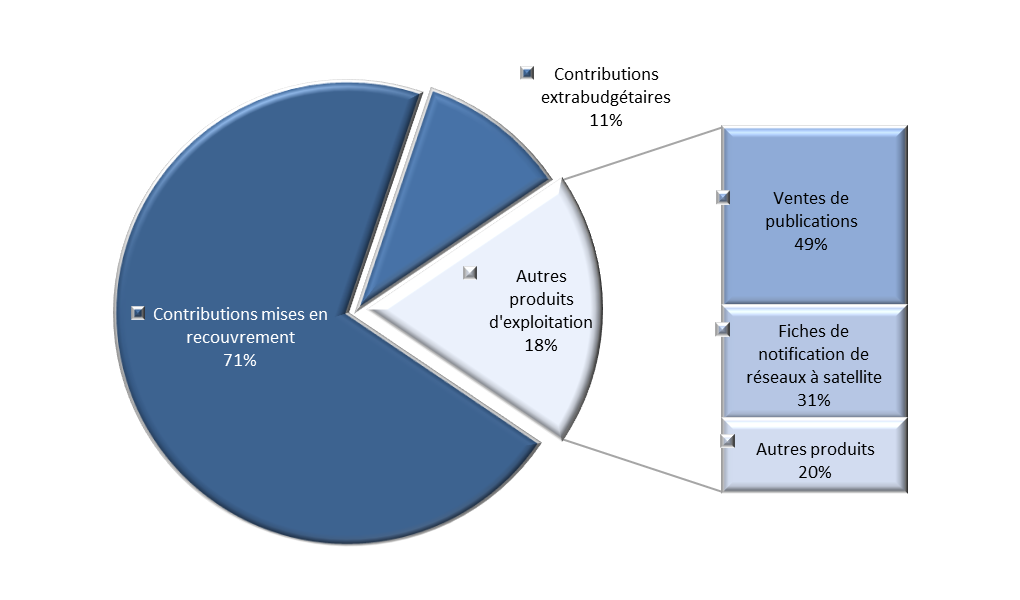 Contributions
extrabudgétaires
11%
Contributions mises en
recouvrement
71%
Autres
produits
d'exploitation
18%
Ventes de
publications
49%
Fiches de
notification de
réseaux à satellite
31%
Autres produits
20%